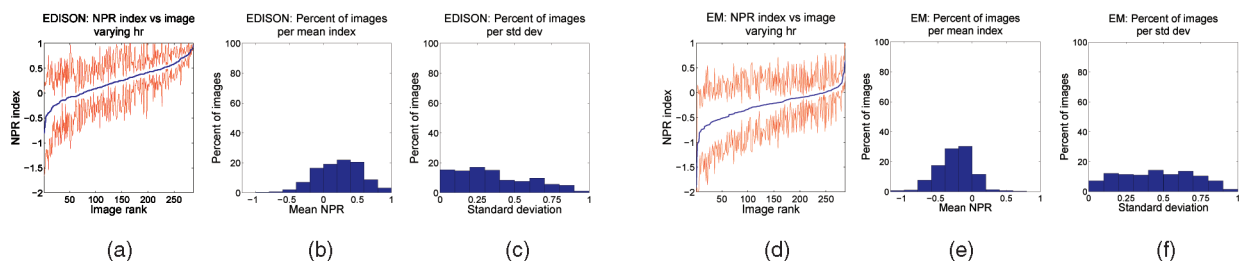 EDISON: NPR index vs image
varying hr
NPR index
1
0.5
0
−0.5
−1
−1.5
−2
50 100 150 200 250
Image rank
(a)
EDISON: Percent of images
per mean index
Percent of images
100
80
60
40
20
0
−1 −0.5 0 0.5 1
Mean NPR
(b)
EDISON: Percent of images
per std dev
Percent of images
100
80
60
40
20
0
0 0.25 0.5 0.75 1
Standard deviation
(c)
EM: NPR index vs image
varying hr
NPR index
1
0.5
0
−0.5
−1
−1.5
−2
50 100 150 200 250
Image rank
(d)
EM: Percent of images
per mean index
Percent of images
100
80
60
40
20
0
−1 −0.5 0 0.5 1
Mean NPR
(e)
EM: Percent of images
per std dev
Percent of images
100
80
60
40
20
0
0 0.25 0.5 0.75 1
Standard deviation
(f)